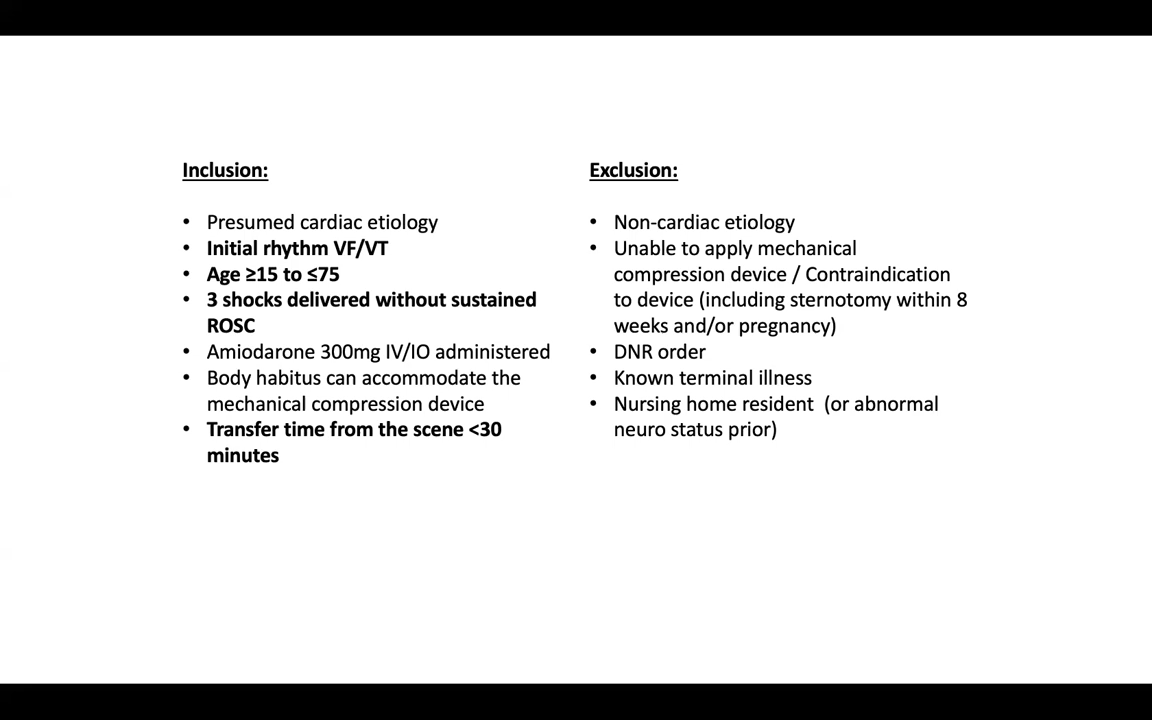 Inclusion:
• Presumed cardiac etiology
• Initial rhythm VF/VT
• Age ≥15 to ≤75
• 3 shocks delivered without sustained
ROSC
• Amiodarone 300mg IV/IO administered
• Body habitus can accommodate the
mechanical compression device
• Transfer time from the scene <30
minutes
Exclusion:
• Non-cardiac etiology
• Unable to apply mechanical
compression device / Contraindication
to device (including sternotomy within 8
weeks and/or pregnancy)
• DNR order
• Known terminal illness
• Nursing home resident (or abnormal
neuro status prior)